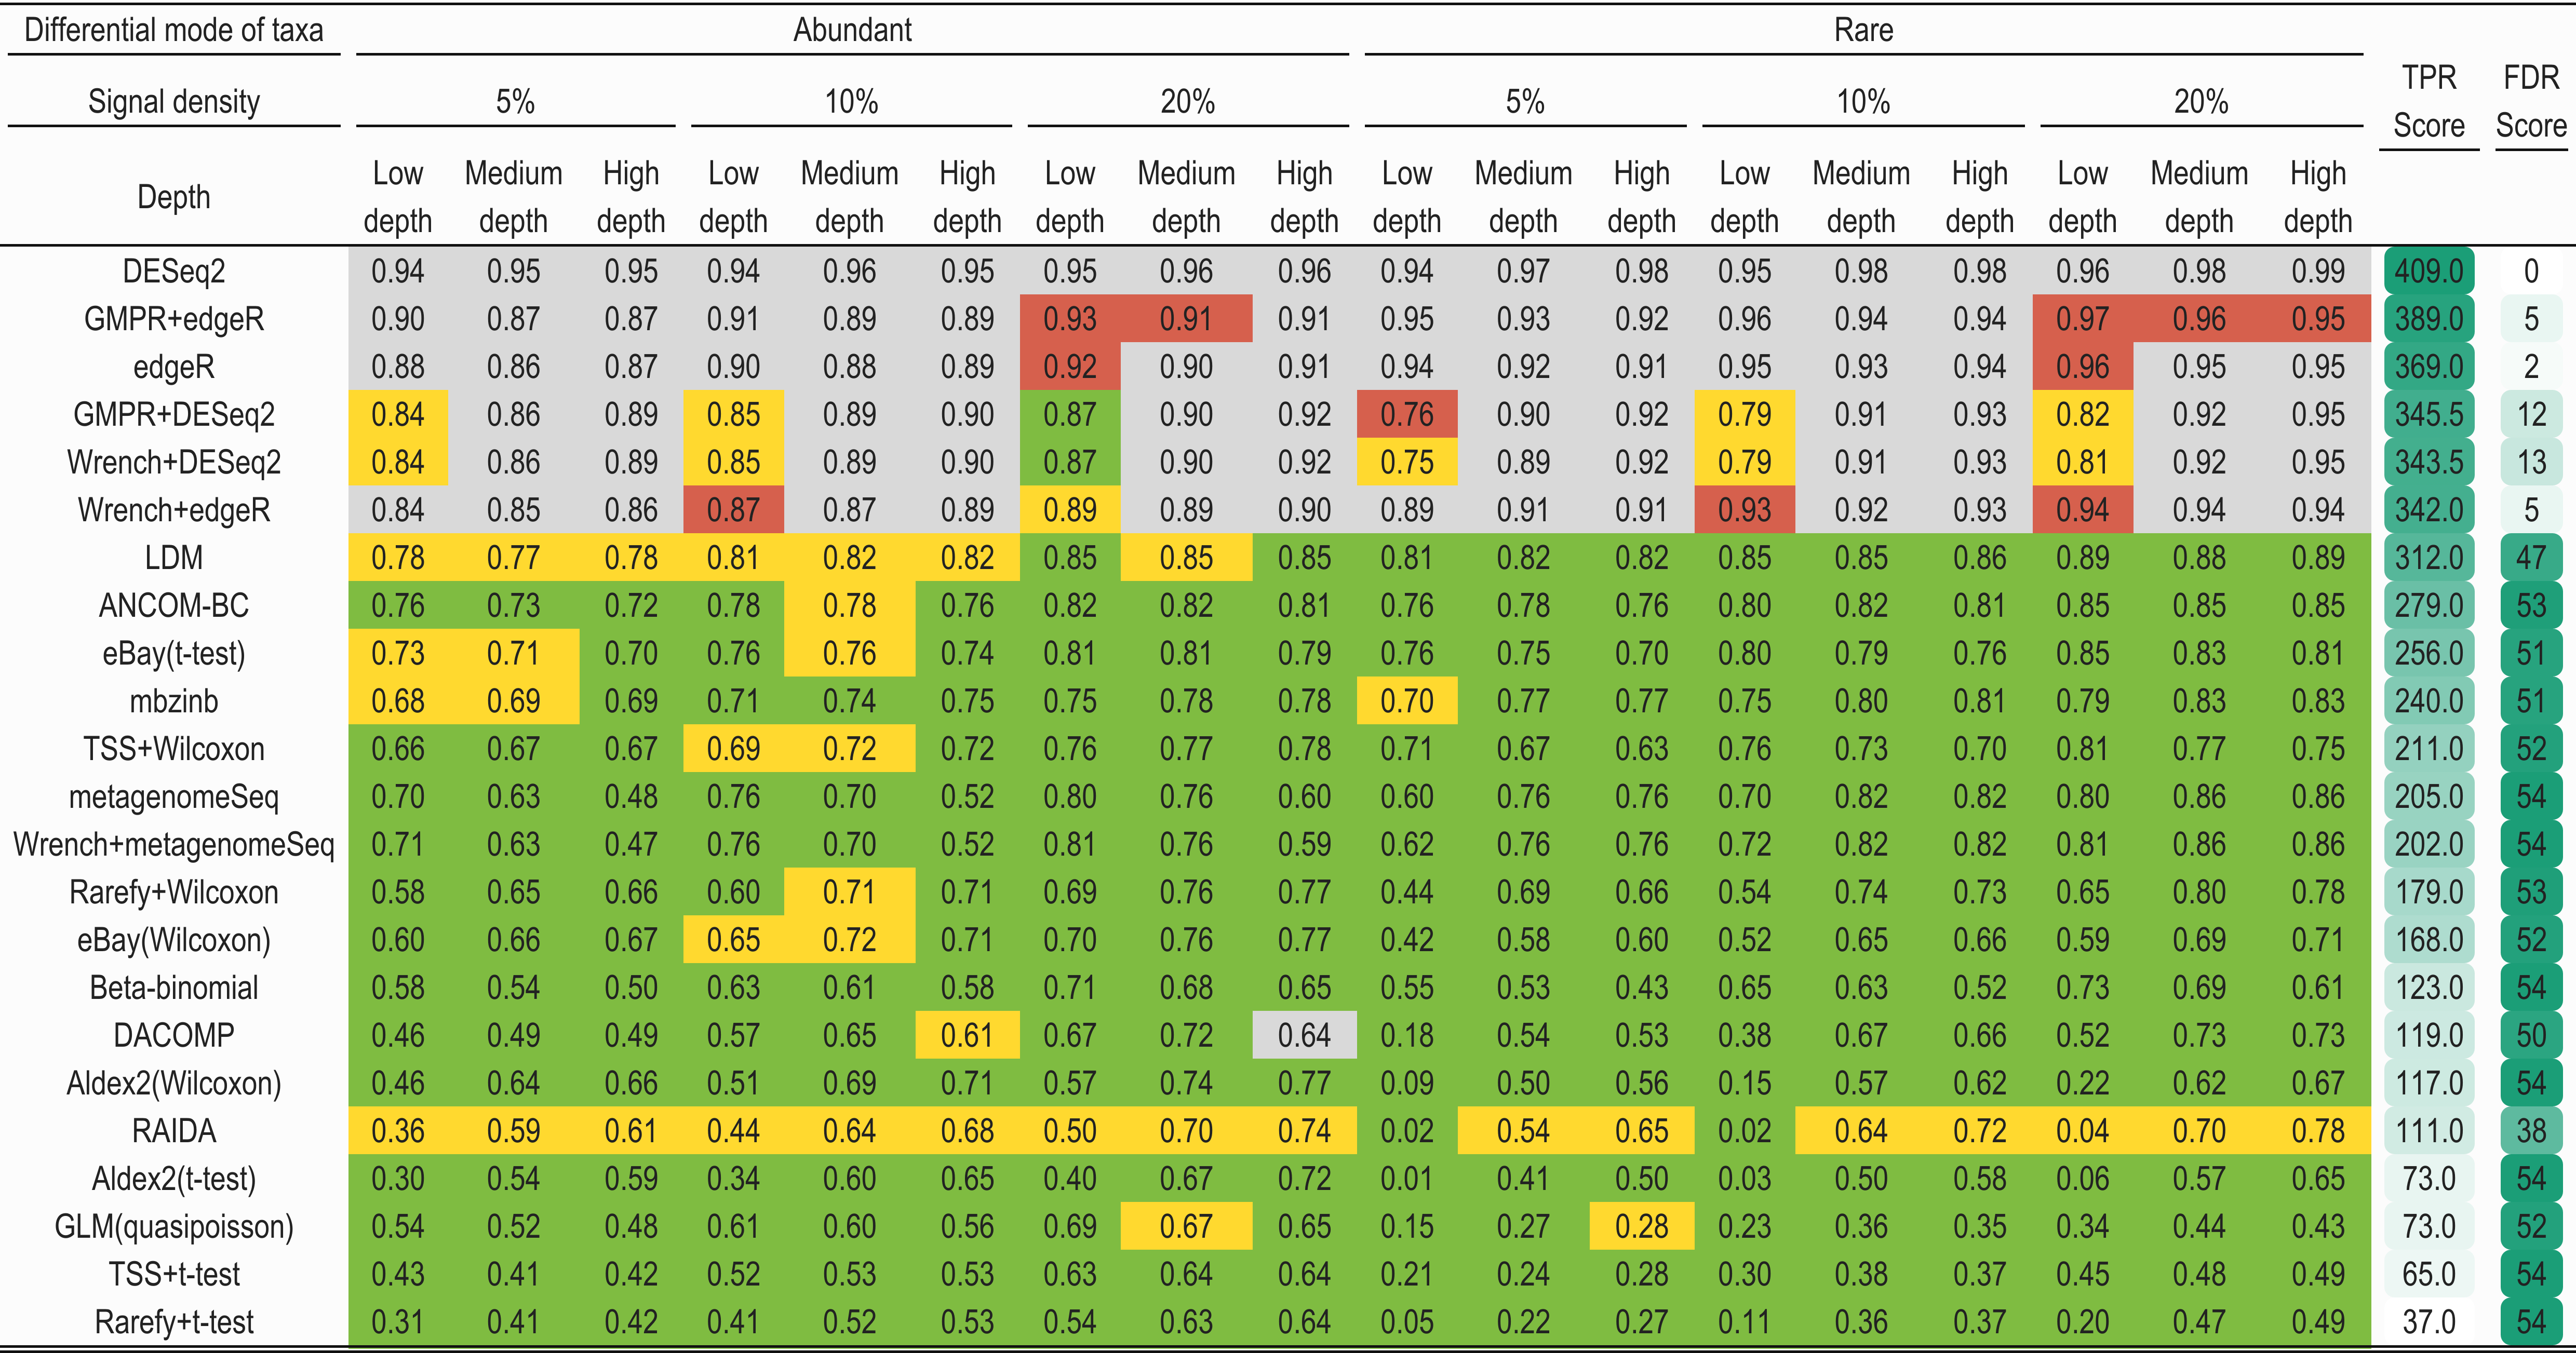 Differential mode of taxa Abundant Rare
TPR FDR
Signal density 5% 10% 20% 5% 10% 20%
Score Score
Low Medium High Low Medium High Low Medium High Low Medium High Low Medium High Low Medium High
Depth
depth depth depth depth depth depth depth depth depth depth depth depth depth depth depth depth depth depth
DESeq2 0.94 0.95 0.95 0.94 0.96 0.95 0.95 0.96 0.96 0.94 0.97 0.98 0.95 0.98 0.98 0.96 0.98 0.99 409.0 0
GMPR+edgeR 0.90 0.87 0.87 0.91 0.89 0.89 0.93 0.91 0.91 0.95 0.93 0.92 0.96 0.94 0.94 0.97 0.96 0.95 389.0 5
edgeR 0.88 0.86 0.87 0.90 0.88 0.89 0.92 0.90 0.91 0.94 0.92 0.91 0.95 0.93 0.94 0.96 0.95 0.95 369.0 2
GMPR+DESeq2 0.84 0.86 0.89 0.85 0.89 0.90 0.87 0.90 0.92 0.76 0.90 0.92 0.79 0.91 0.93 0.82 0.92 0.95 345.5 12
Wrench+DESeq2 0.84 0.86 0.89 0.85 0.89 0.90 0.87 0.90 0.92 0.75 0.89 0.92 0.79 0.91 0.93 0.81 0.92 0.95 343.5 13
Wrench+edgeR 0.84 0.85 0.86 0.87 0.87 0.89 0.89 0.89 0.90 0.89 0.91 0.91 0.93 0.92 0.93 0.94 0.94 0.94 342.0 5
LDM 0.78 0.77 0.78 0.81 0.82 0.82 0.85 0.85 0.85 0.81 0.82 0.82 0.85 0.85 0.86 0.89 0.88 0.89 312.0 47
ANCOM-BC 0.76 0.73 0.72 0.78 0.78 0.76 0.82 0.82 0.81 0.76 0.78 0.76 0.80 0.82 0.81 0.85 0.85 0.85 279.0 53
eBay(t-test) 0.73 0.71 0.70 0.76 0.76 0.74 0.81 0.81 0.79 0.76 0.75 0.70 0.80 0.79 0.76 0.85 0.83 0.81 256.0 51
mbzinb 0.68 0.69 0.69 0.71 0.74 0.75 0.75 0.78 0.78 0.70 0.77 0.77 0.75 0.80 0.81 0.79 0.83 0.83 240.0 51
TSS+Wilcoxon 0.66 0.67 0.67 0.69 0.72 0.72 0.76 0.77 0.78 0.71 0.67 0.63 0.76 0.73 0.70 0.81 0.77 0.75 211.0 52
metagenomeSeq 0.70 0.63 0.48 0.76 0.70 0.52 0.80 0.76 0.60 0.60 0.76 0.76 0.70 0.82 0.82 0.80 0.86 0.86 205.0 54
Wrench+metagenomeSeq 0.71 0.63 0.47 0.76 0.70 0.52 0.81 0.76 0.59 0.62 0.76 0.76 0.72 0.82 0.82 0.81 0.86 0.86 202.0 54
Rarefy+Wilcoxon 0.58 0.65 0.66 0.60 0.71 0.71 0.69 0.76 0.77 0.44 0.69 0.66 0.54 0.74 0.73 0.65 0.80 0.78 179.0 53
eBay(Wilcoxon) 0.60 0.66 0.67 0.65 0.72 0.71 0.70 0.76 0.77 0.42 0.58 0.60 0.52 0.65 0.66 0.59 0.69 0.71 168.0 52
Beta-binomial 0.58 0.54 0.50 0.63 0.61 0.58 0.71 0.68 0.65 0.55 0.53 0.43 0.65 0.63 0.52 0.73 0.69 0.61 123.0 54
DACOMP 0.46 0.49 0.49 0.57 0.65 0.61 0.67 0.72 0.64 0.18 0.54 0.53 0.38 0.67 0.66 0.52 0.73 0.73 119.0 50
Aldex2(Wilcoxon) 0.46 0.64 0.66 0.51 0.69 0.71 0.57 0.74 0.77 0.09 0.50 0.56 0.15 0.57 0.62 0.22 0.62 0.67 117.0 54
RAIDA 0.36 0.59 0.61 0.44 0.64 0.68 0.50 0.70 0.74 0.02 0.54 0.65 0.02 0.64 0.72 0.04 0.70 0.78 111.0 38
Aldex2(t-test) 0.30 0.54 0.59 0.34 0.60 0.65 0.40 0.67 0.72 0.01 0.41 0.50 0.03 0.50 0.58 0.06 0.57 0.65 73.0 54
GLM(quasipoisson) 0.54 0.52 0.48 0.61 0.60 0.56 0.69 0.67 0.65 0.15 0.27 0.28 0.23 0.36 0.35 0.34 0.44 0.43 73.0 52
TSS+t-test 0.43 0.41 0.42 0.52 0.53 0.53 0.63 0.64 0.64 0.21 0.24 0.28 0.30 0.38 0.37 0.45 0.48 0.49 65.0 54
Rarefy+t-test 0.31 0.41 0.42 0.41 0.52 0.53 0.54 0.63 0.64 0.05 0.22 0.27 0.11 0.36 0.37 0.20 0.47 0.49 37.0 54